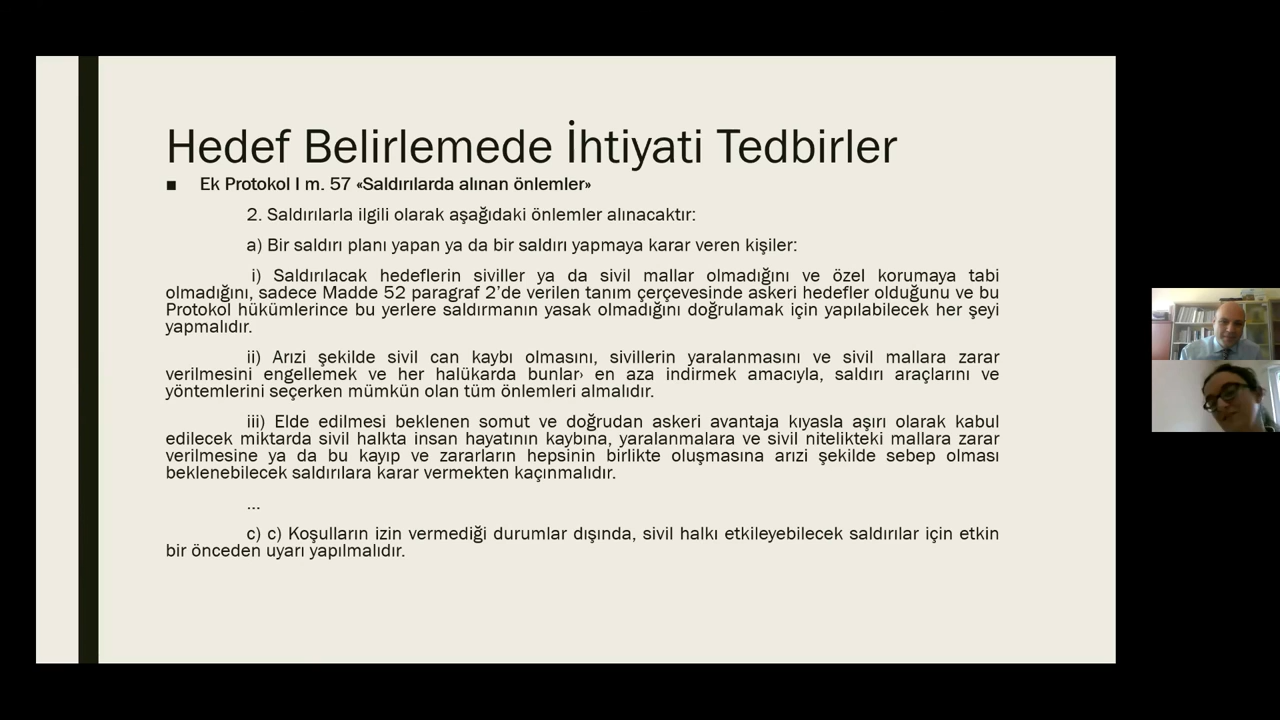 Hedef Belirlemede İhtiyati Tedbirler
■ Ek Protokol I m. 57 «Saldırılarda alınan önlemler»
2. Saldırılarla ilgili olarak aşağıdaki önlemler alınacaktır:
a) Bir saldırı planı yapan ya da bir saldırı yapmaya karar veren kişiler:
i) Saldırılacak hedeflerin siviller ya da sivil mallar olmadığını ve özel korumaya tabi
olmadığını, sadece Madde 52 paragraf 2’de verilen tanım çerçevesinde askeri hedefler olduğunu ve bu
Protokol hükümlerince bu yerlere saldırmanın yasak olmadığını doğrulamak için yapılabilecek her şeyi
yapmalıdır.
ii) Arızi şekilde sivil can kaybı olmasını, sivillerin yaralanmasını ve sivil mallara zarar
verilmesini engellemek ve her halükarda bunlar› en aza indirmek amacıyla, saldırı araçlarını ve
yöntemlerini seçerken mümkün olan tüm önlemleri almalıdır.
iii) Elde edilmesi beklenen somut ve doğrudan askeri avantaja kıyasla aşırı olarak kabul
edilecek miktarda sivil halkta insan hayatının kaybına, yaralanmalara ve sivil nitelikteki mallara zarar
verilmesine ya da bu kayıp ve zararların hepsinin birlikte oluşmasına arızi şekilde sebep olması
beklenebilecek saldırılara karar vermekten kaçınmalıdır.
...
c) c) Koşulların izin vermediği durumlar dışında, sivil halkı etkileyebilecek saldırılar için etkin
bir önceden uyarı yapılmalıdır.